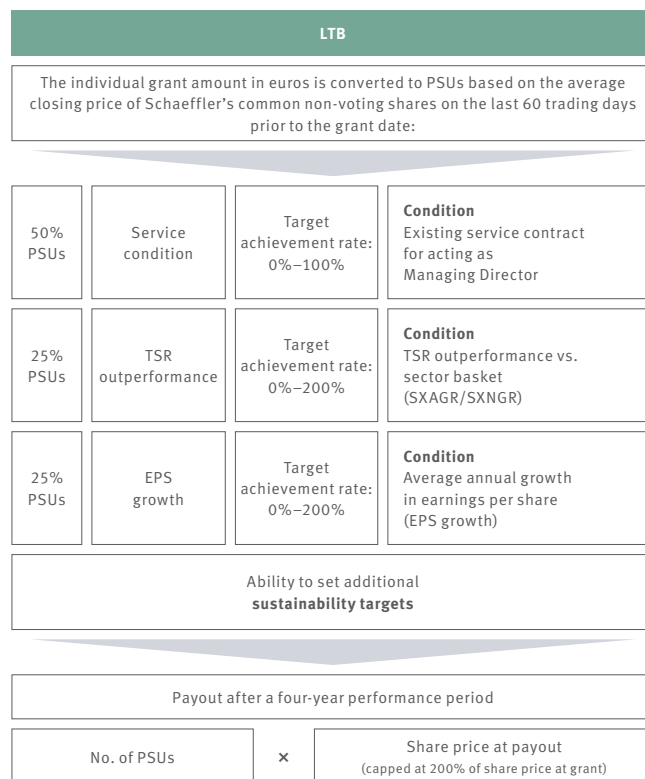 LTB
The individual grant amount in euros is converted to PSUs based on the average
closing price of Schaeffler’s common non-voting shares on the last 60 trading days
prior to the grant date:
50%
PSUs
Service
condition
Target
achievement rate:
0%–100%
Condition
Existing service contract
for acting as
Managing Director
25%
PSUs
TSR
outperformance
Target
achievement rate:
0%–200%
Condition
TSR outperformance vs.
sector basket
(SXAGR/SXNGR)
25%
PSUs
EPS
growth
Target
achievement rate:
0%–200%
Condition
Average annual growth
in earnings per share
(EPS growth)
Ability to set additional
sustainability targets
Payout after a four-year performance period
No. of PSUs
×
Share price at payout
(capped at 200% of share price at grant)